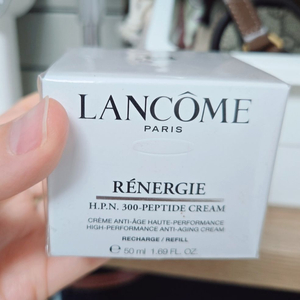 LANCÔME
PARIS
RÉNERGIE
H.P.N. 300-PEPTIDE CREAM
CRÈME ANTI-ÂGE HAUTE-PERFORMANCE
HIGH-PERFORMANCE ANTI-AGING CREAM
RECHARGE / REFILL
℮ 50 ml 1.69 FL. OZ.